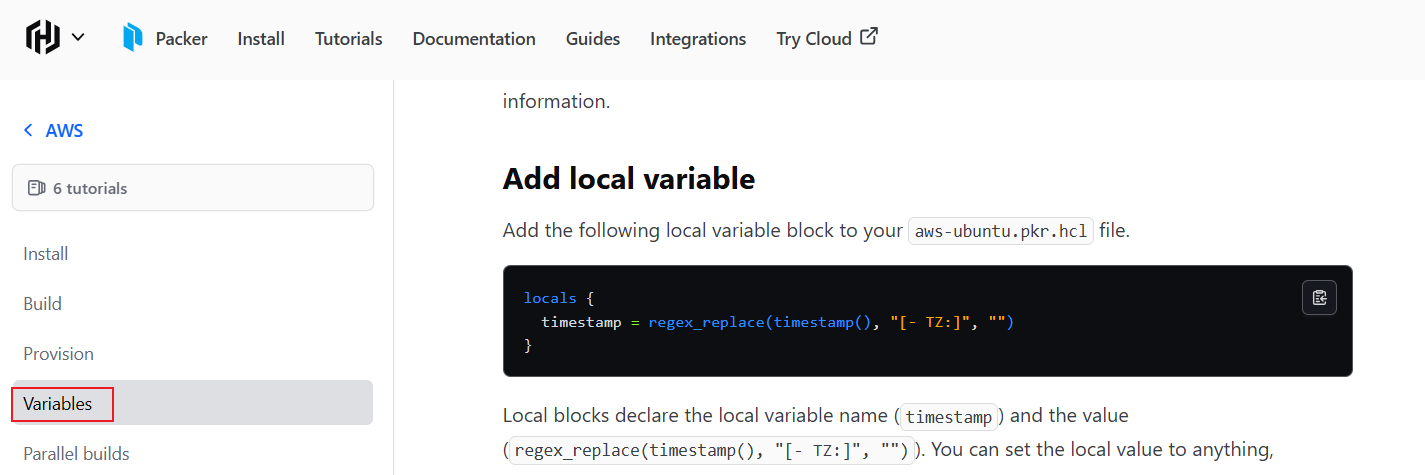 Packer Install Tutorials Documentation Guides Integrations Try Cloud
AWS
6 tutorials
Install
Build
Provision
Variables
Parallel builds
information.
Add local variable
Add the following local variable block to your aws-ubuntu.pkr.hcl file.
locals {
  timestamp = regex_replace(timestamp(), "[- TZ:]", "")
}
Local blocks declare the local variable name (timestamp) and the value
(regex_replace(timestamp(), "[- TZ:]", "")). You can set the local value to anything,